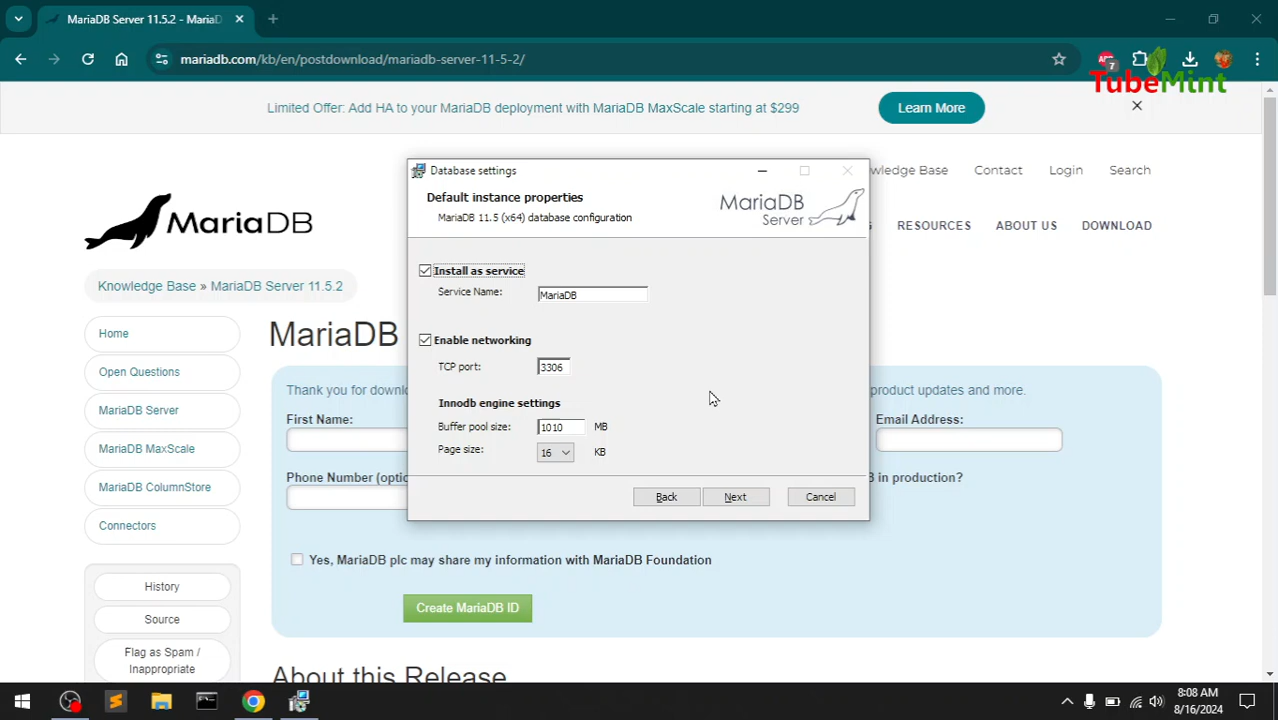 MariaDB Server 11.5.2 - MariaD
mariadb.com/kb/en/postdownload/mariadb-server-11-5-2/
7
TubeMint
Limited Offer: Add HA to your MariaDB deployment with MariaDB MaxScale starting at $299
Learn More
wledge Base
Contact
Login
Search
MariaDB
RESOURCES
ABOUT US
DOWNLOAD
Knowledge Base » MariaDB Server 11.5.2
Home
Open Questions
MariaDB Server
MariaDB MaxScale
MariaDB ColumnStore
Connectors
History
Source
Flag as Spam /
Inappropriate
MariaDB
Thank you for downlo
product updates and more.
First Name:
Email Address:
Phone Number (optio
B in production?
Yes, MariaDB plc may share my information with MariaDB Foundation
Create MariaDB ID
About this Release
Database settings
Default instance properties
MariaDB 11.5 (x64) database configuration
MariaDB
Server
Install as service
Service Name:
MariaDB
Enable networking
TCP port:
3306
Innodb engine settings
Buffer pool size:
1010
MB
Page size:
16
KB
Back
Next
Cancel
8:08 AM
8/16/2024